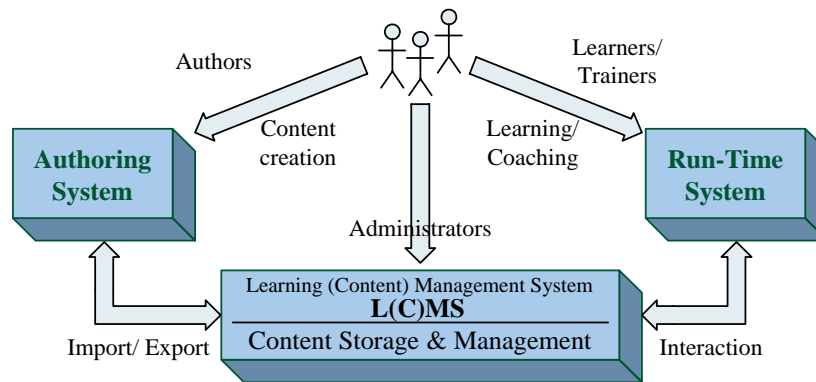 Authors
Learners/
Trainers
Content
creation
Learning/
Coaching
Authoring
System
Run-Time
System
Administrators
Learning (Content) Management System
L(C)MS
Content Storage & Management
Import/ Export
Interaction